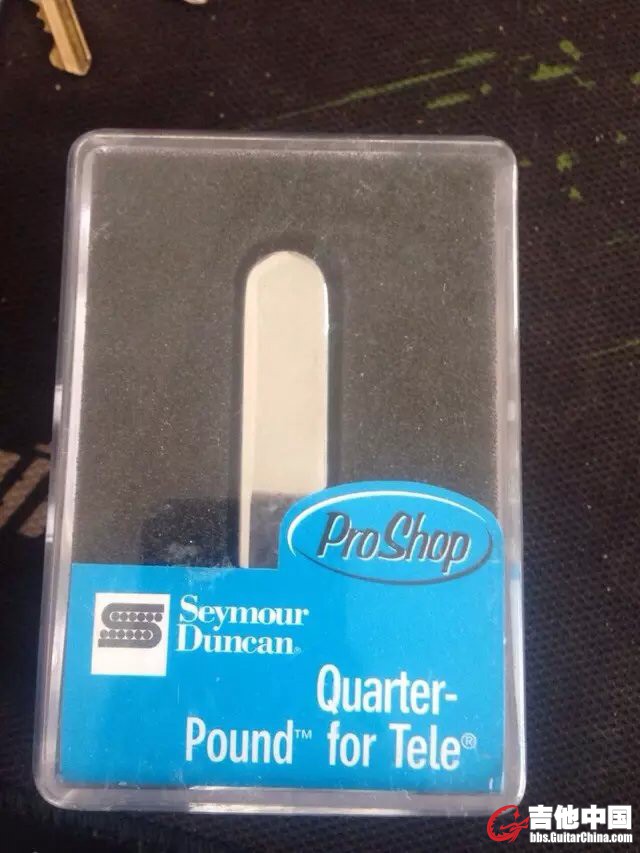 ProShop
Seymour
Duncan®
Quarter-
Pound™ for Tele®
吉他中国
bbs.GuitarChina.com